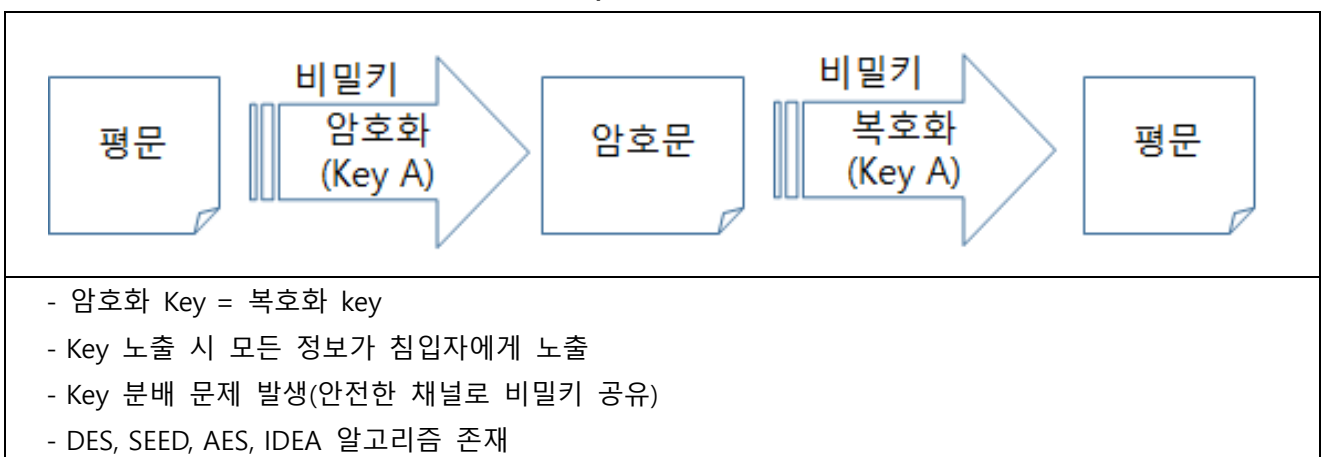 비밀키
비밀키
평문
암호화
(Key A)
암호문
복호화
(Key A)
평문
- 암호화 Key = 복호화 key
- Key 노출 시 모든 정보가 침입자에게 노출
- Key 분배 문제 발생(안전한 채널로 비밀키 공유)
- DES, SEED, AES, IDEA 알고리즘 존재